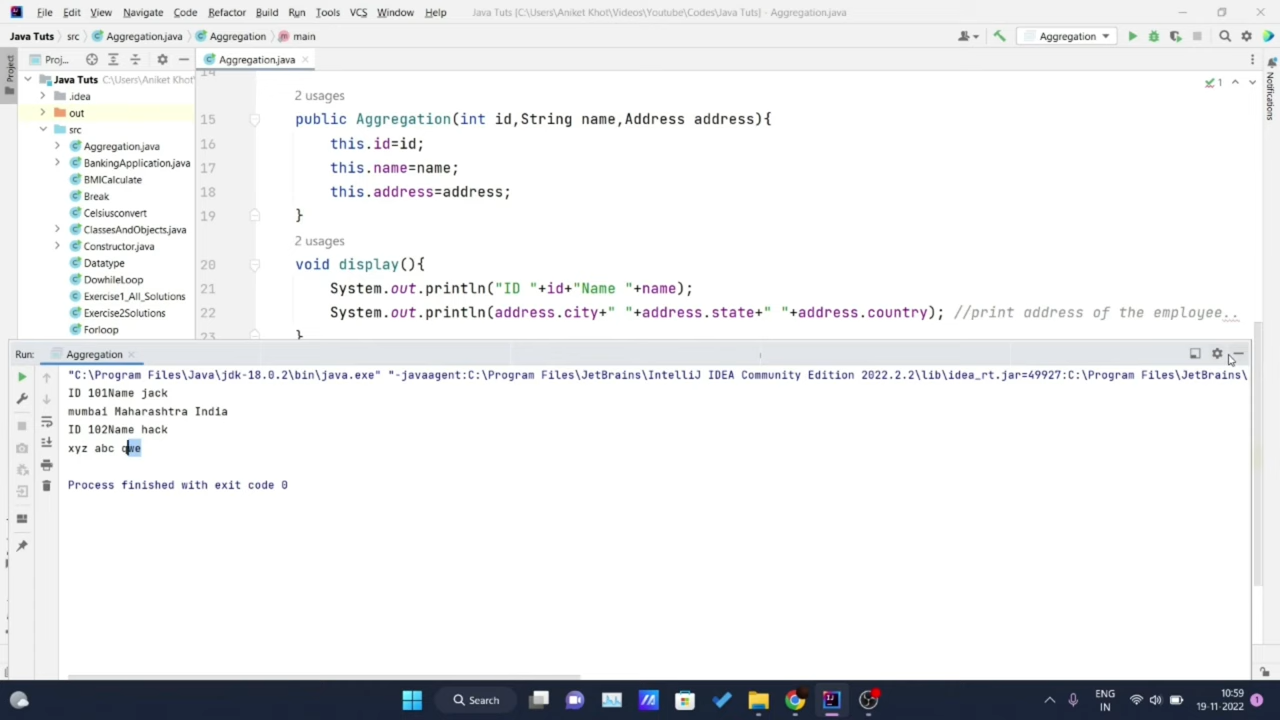 File Edit View Navigate Code Refactor Build Run Tools VCS Window Help Java Tuts [C:\Users\Aniket Khot\Videos\Youtube\Codes\Java Tuts] - Aggregation.java
Java Tuts src Aggregation.java Aggregation main Aggregation
Project
Proj...
Aggregation.java
Notifications
Java Tuts C:\Users\Aniket Khot
.idea
out
src
Aggregation.java
BankingApplication.java
BMICalculate
Break
Celsiusconvert
ClassesAndObjects.java
Constructor.java
Datatype
DowhileLoop
Exercise1_All_Solutions
Exercise2Solutions
Forloop
14
1
2 usages
15 public Aggregation(int id,String name,Address address){
16 this.id=id;
17 this.name=name;
18 this.address=address;
19 }
2 usages
20 void display(){
21 System.out.println("ID "+id+"Name "+name);
22 System.out.println(address.city+" "+address.state+" "+address.country); //print address of the employee..
23 }
Run: Aggregation
"C:\Program Files\Java\jdk-18.0.2\bin\java.exe" "-javaagent:C:\Program Files\JetBrains\IntelliJ IDEA Community Edition 2022.2.2\lib\idea_rt.jar=49927:C:\Program Files\JetBrains\
ID 101Name jack
mumbai Maharashtra India
ID 102Name hack
xyz abc qwe
Process finished with exit code 0
Search
ENG
IN
10:59
19-11-2022
1